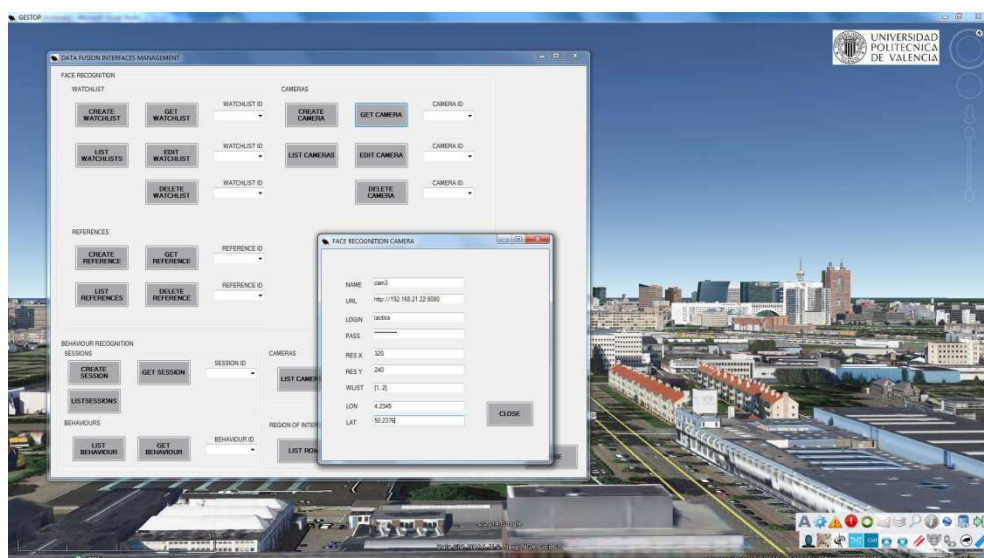 GESTOP
UNIVERSIDAD
POLITECNICA
DE VALENCIA
DATA FUSION INTERFACES MANAGEMENT
FACE RECOGNITION
WATCHLIST
CREATE WATCHLIST
GET WATCHLIST
WATCHLIST ID
LIST WATCHLISTS
EDIT WATCHLIST
WATCHLIST ID
DELETE WATCHLIST
WATCHLIST ID
CAMERAS
CREATE CAMERA
GET CAMERA
CAMERA ID
LIST CAMERAS
EDIT CAMERA
CAMERA ID
DELETE CAMERA
CAMERA ID
REFERENCES
CREATE REFERENCE
GET REFERENCE
REFERENCE ID
LIST REFERENCES
DELETE REFERENCE
REFERENCE ID
BEHAVIOUR RECOGNITION
SESSIONS
CREATE SESSION
GET SESSION
SESSION ID
LISTSESSIONS
CAMERAS
BEHAVIOURS
LIST BEHAVIOUR
GET BEHAVIOUR
BEHAVIOUR ID
REGION OF
LIST
FACE RECOGNITION CAMERA
NAME cam3
URL http://192.168.21.22:8080
LOGIN tactics
PASS
RES X 320
RES Y 240
WLIST [1, 2]
LON 4.2345
LAT 50.2376
CLOSE